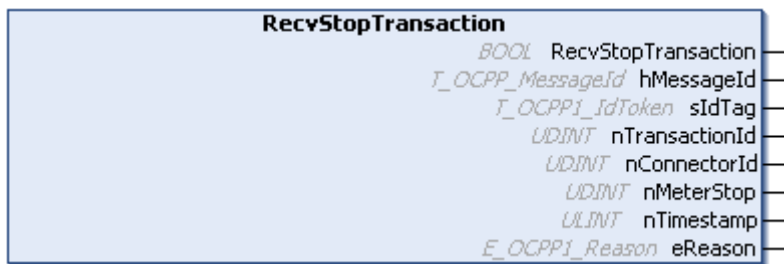 RecvStopTransaction
BOOL RecvStopTransaction
T_OCPP_MessageId hMessageId
T_OCPP1_IdToken sIdTag
UDINT nTransactionId
UDINT nConnectorId
UDINT nMeterStop
ULINT nTimestamp
E_OCPP1_Reason eReason